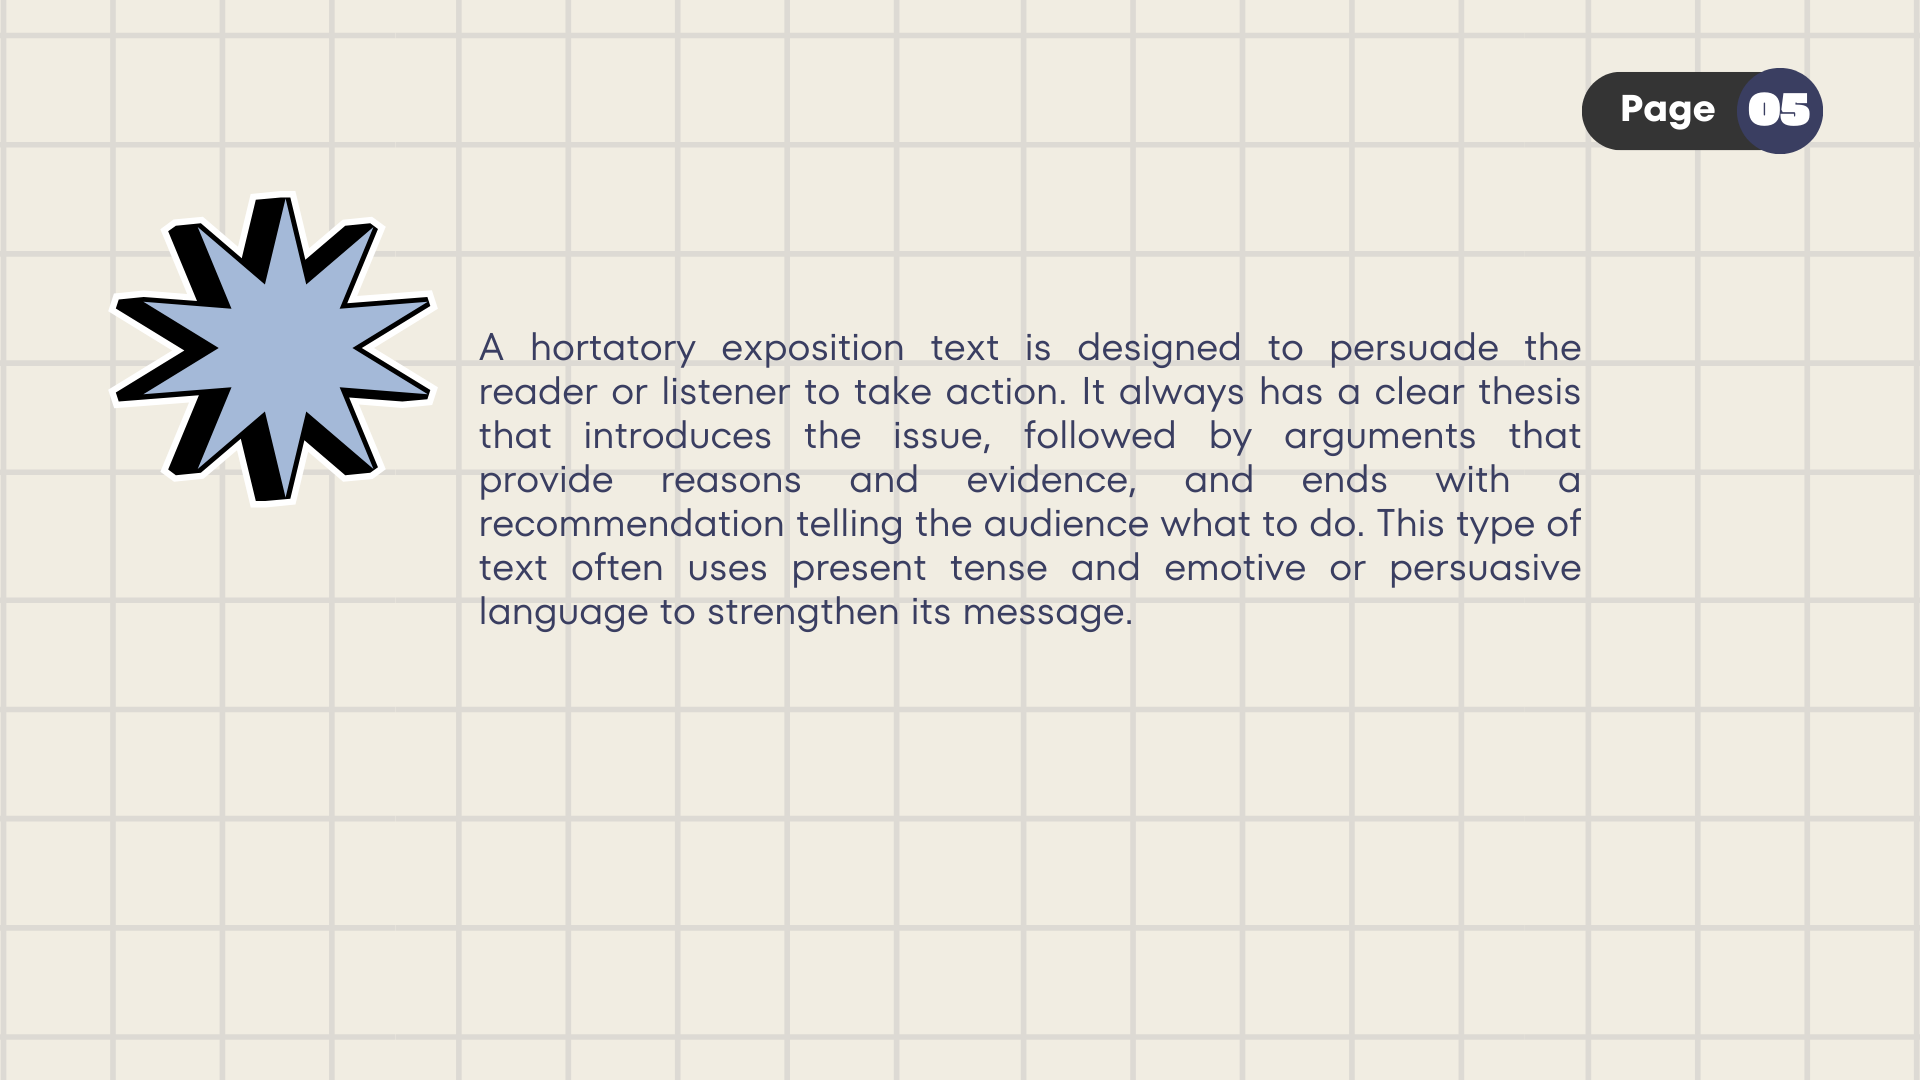 Page 05
A hortatory exposition text is designed to persuade the
reader or listener to take action. It always has a clear thesis
that introduces the issue, followed by arguments that
provide reasons and evidence, and ends with a
recommendation telling the audience what to do. This type of
text often uses present tense and emotive or persuasive
language to strengthen its message.